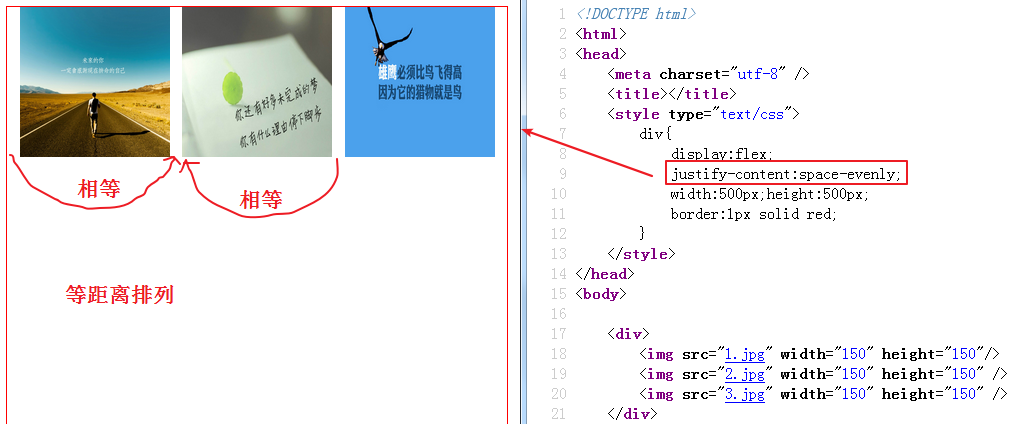 未来的你
一定会感谢现在拼命的自己
你还有好多未完成的梦
你有什么理由停下脚步
雄鹰必须比鸟飞得高
因为它的猎物就是鸟
相等
相等
等距离排列
1 <!DOCTYPE html>
2 <html>
3 <head>
4 <meta charset="utf-8" />
5 <title></title>
6 <style type="text/css">
7 div{
8 display:flex;
9 justify-content:space-evenly;
10 width:500px;height:500px;
11 border:1px solid red;
12 }
13 </style>
14 </head>
15 <body>
16
17 <div>
18 <img src="1.jpg" width="150" height="150"/>
19 <img src="2.jpg" width="150" height="150" />
20 <img src="3.jpg" width="150" height="150" />
21 </div>